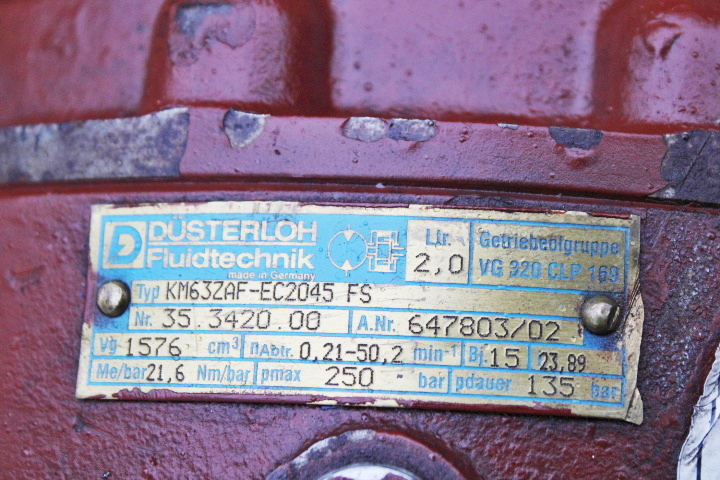 D DÜSTERLOH Fluidtechnik
made in Germany
Ltr. 2,0
Getriebeölgruppe
VG 320 CLP 169
Typ KM63ZAF-EC2045 FS
Nr. 35.3420.00 A.Nr. 647803/02
Vg 1576 cm³ nAbtr. 0,21-50,2 min-1 Bj. 15 23,89
Me/bar 21,6 Nm/bar pmax 250 bar pdauer 135 bar